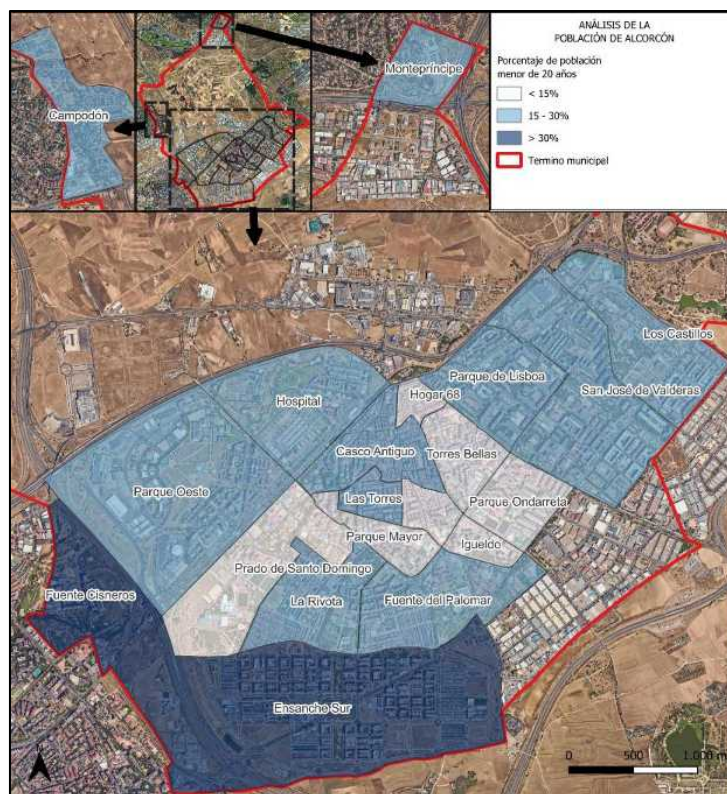 ANÁLISIS DE LA
POBLACIÓN DE ALCORCÓN
Porcentaje de población
menor de 20 años
< 15%
15 - 30%
> 30%
Termino municipal
Campodón
Montepríncipe
Los Castillos
Parque de Lisboa
San José de Valderas
Hogar 68
Hospital
Casco Antiguo
Torres Bellas
Parque Oeste
Las Torres
Parque Ondarreta
Parque Mayor
Igueldo
Prado de Santo Domingo
Fuente Cisneros
La Rivota
Fuente del Palomar
Ensanche Sur
0 500 1.000 m